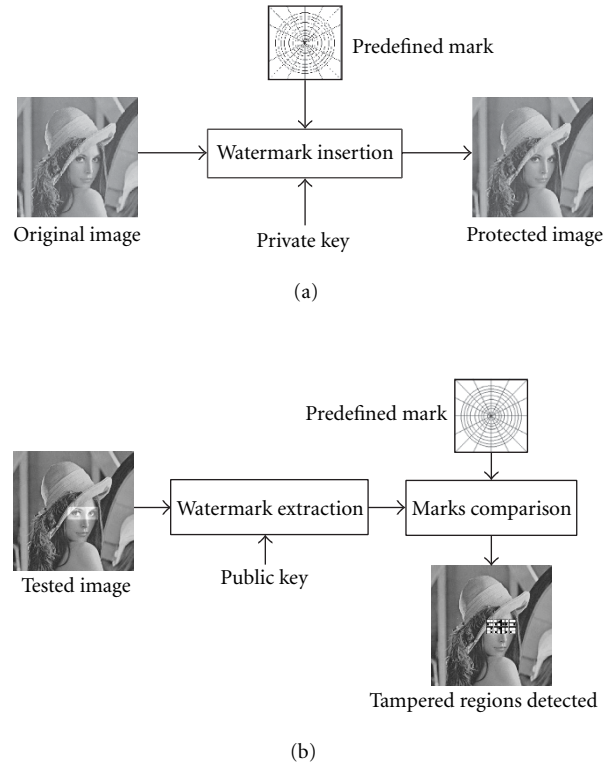 Predefined mark
Watermark insertion
Original image
Private key
Protected image
(a)
Predefined mark
Watermark extraction
Marks comparison
Tested image
Public key
Tampered regions detected
(b)